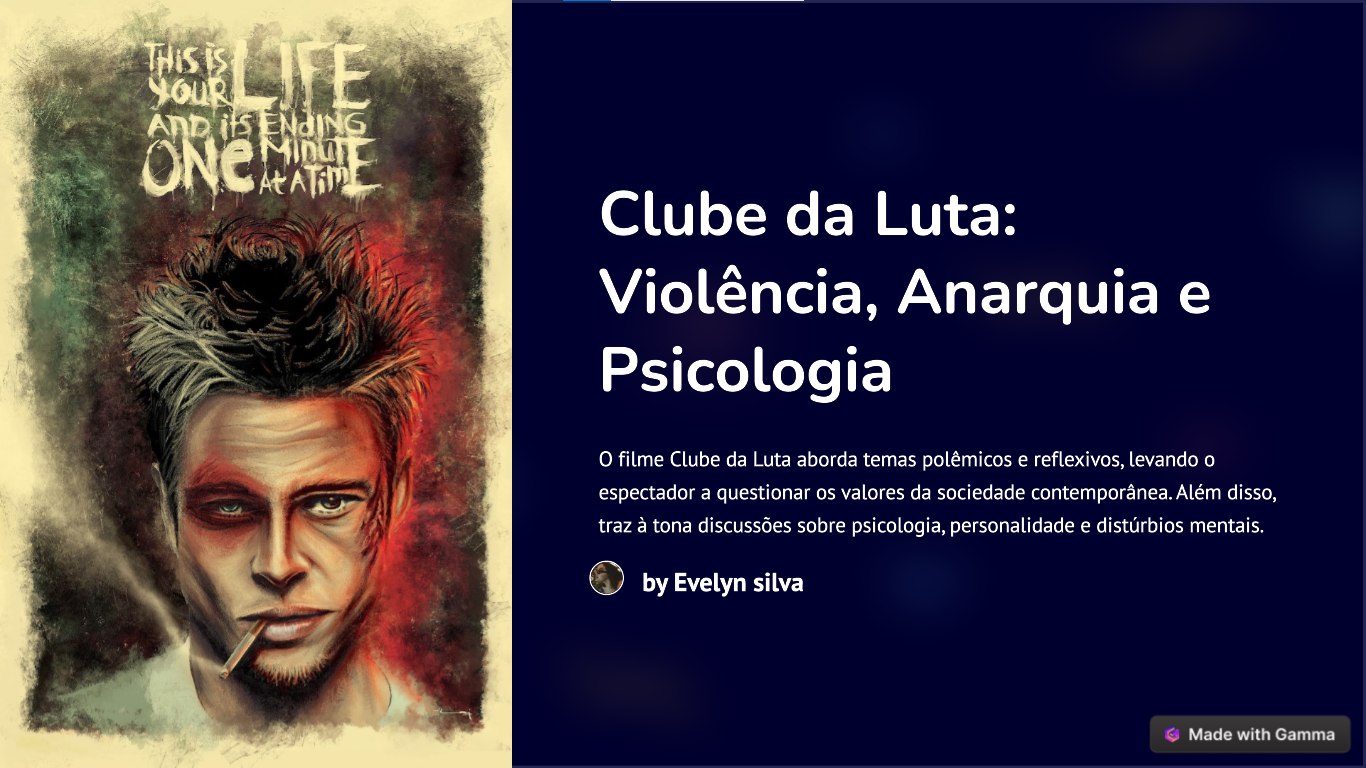 THIS IS LIFE
YOUR
AND ITS ENDING
ONE MINUTE
AT A TIME
Clube da Luta:
Violência, Anarquia e
Psicologia
O filme Clube da Luta aborda temas polêmicos e reflexivos, levando o
espectador a questionar os valores da sociedade contemporânea. Além disso,
traz à tona discussões sobre psicologia, personalidade e distúrbios mentais.
by Evelyn silva
Made with Gamma